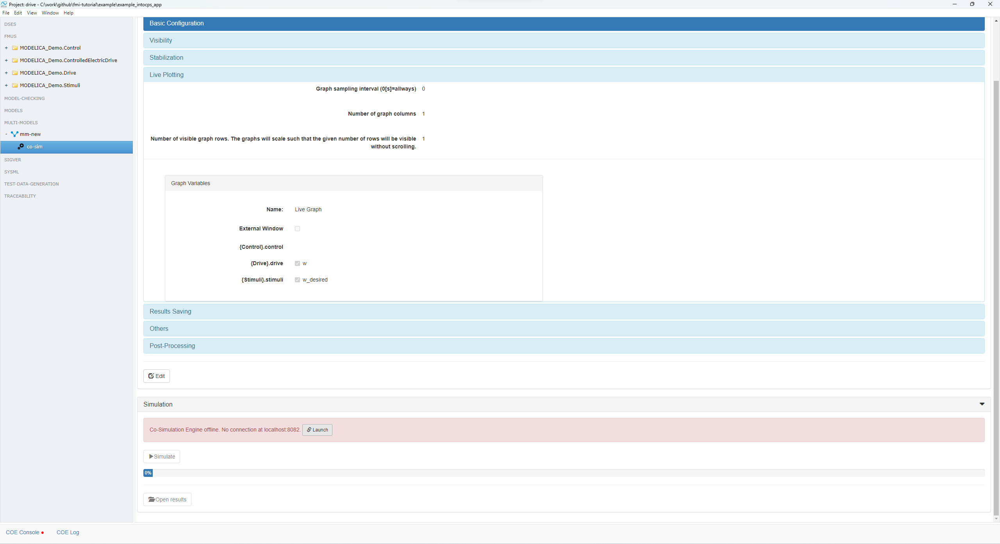 Project: drive - C:\work\github\fmi-tutorial\example\example_intocps_app
File Edit View Window Help
DSES
FMUS
+ MODELICA_Demo.Control
+ MODELICA_Demo.ControlledElectricDrive
+ MODELICA_Demo.Drive
+ MODELICA_Demo.Stimuli
MODEL-CHECKING
MODELS
MULTI-MODELS
- mm-new
co-sim
SIGVER
SYSML
TEST-DATA-GENERATION
TRACEABILITY
Basic Configuration
Visibility
Stabilization
Live Plotting
Graph sampling interval (0[s]=allways) 0
Number of graph columns 1
Number of visible graph rows. The graphs will scale such that the given number of rows will be visible 1
without scrolling.
Graph Variables
Name: Live Graph
External Window
{Control}.control
{Drive}.drive w
{Stimuli}.stimuli w_desired
Results Saving
Others
Post-Processing
Edit
Simulation
Co-Simulation Engine offline. No connection at localhost:8082. Launch
Simulate
0%
Open results
COE Console COE Log